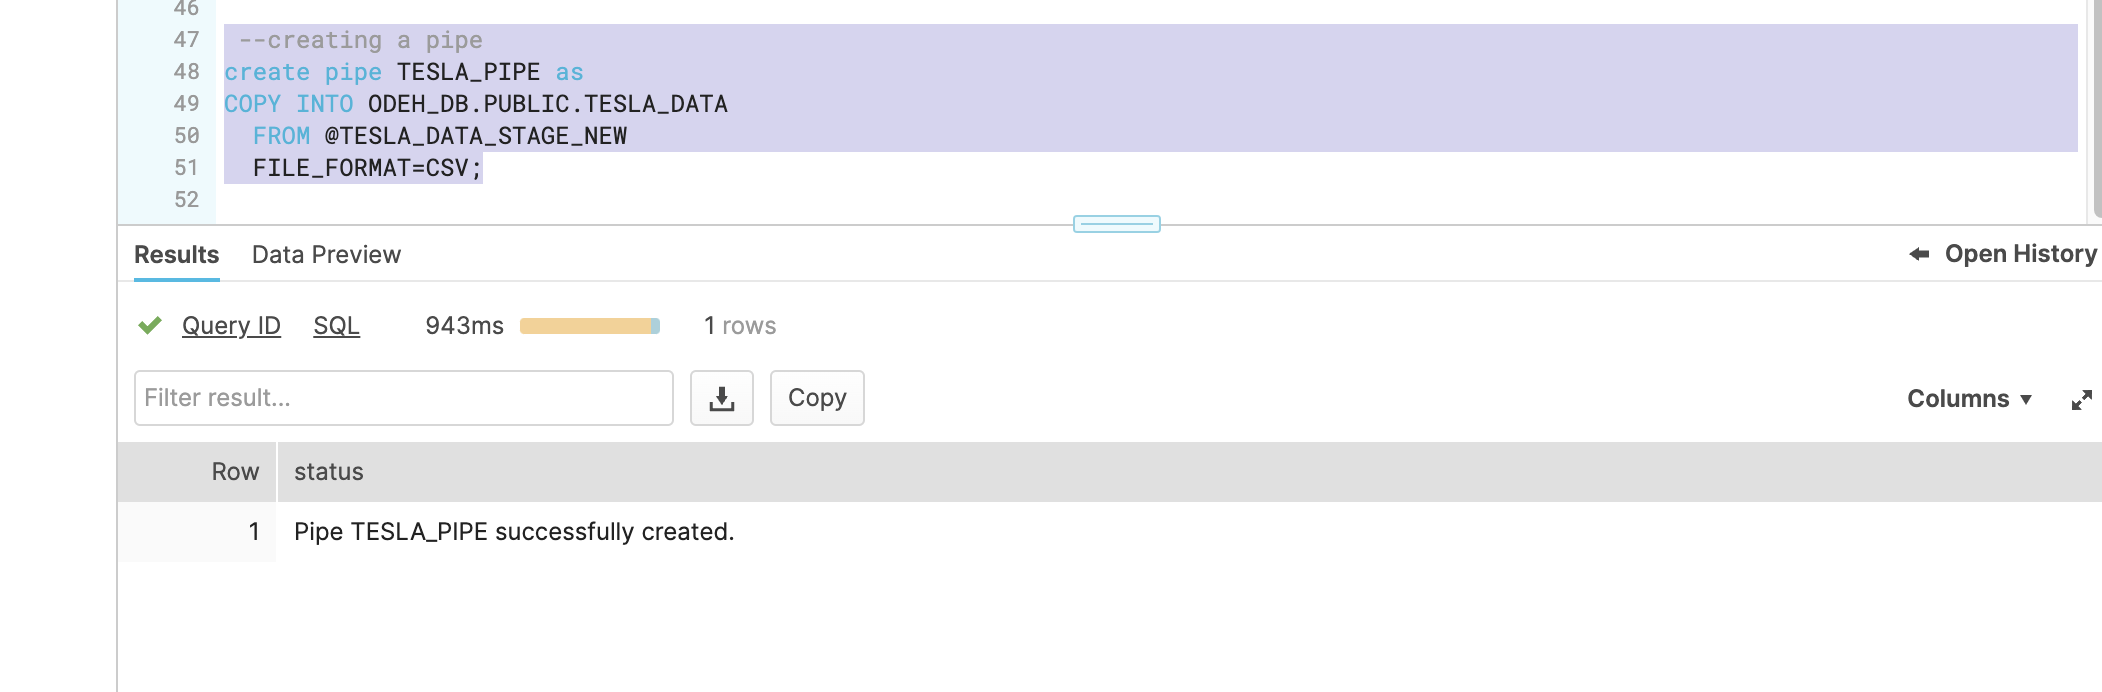 46
47 --creating a pipe
48 create pipe TESLA_PIPE as
49 COPY INTO ODEH_DB.PUBLIC.TESLA_DATA
50 FROM @TESLA_DATA_STAGE_NEW
51 FILE_FORMAT=CSV;
52
Results Data Preview Open History
Query ID SQL 943ms 1 rows
Filter result... Copy Columns
Row status
1 Pipe TESLA_PIPE successfully created.